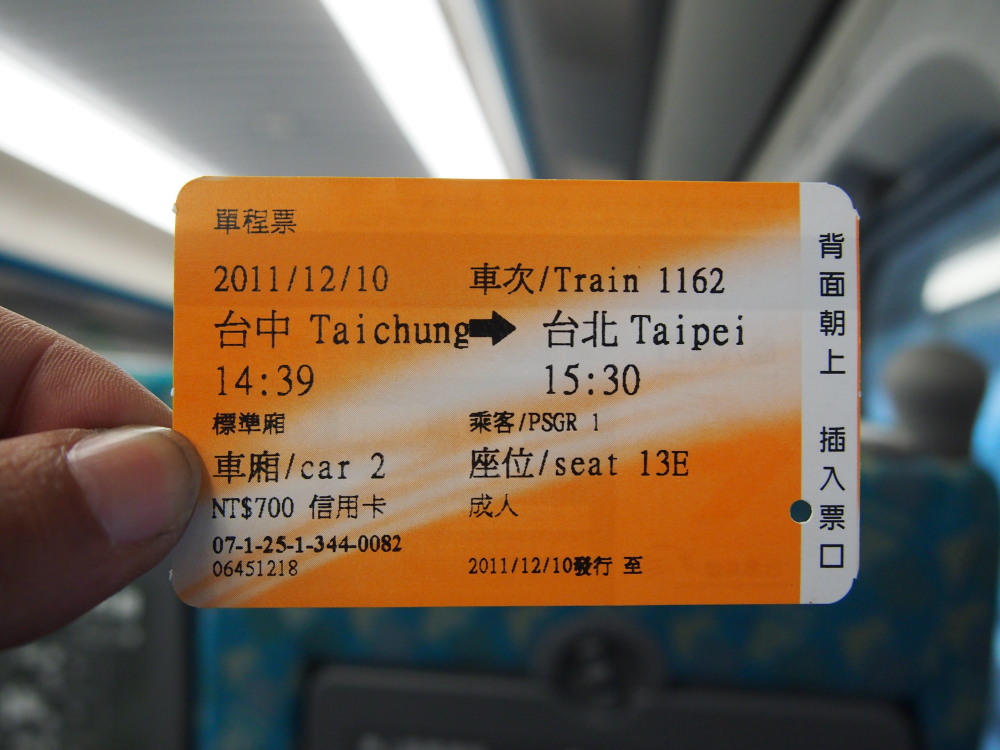 單程票
2011/12/10 車次/Train 1162
台中 Taichung➡台北 Taipei
14:39 15:30
標準廂 乘客/PSGR 1
車廂/car 2 座位/seat 13E
NT$700 信用卡 成人
07-1-25-1-344-0082
06451218 2011/12/10發行 至
背面朝上 插入票口